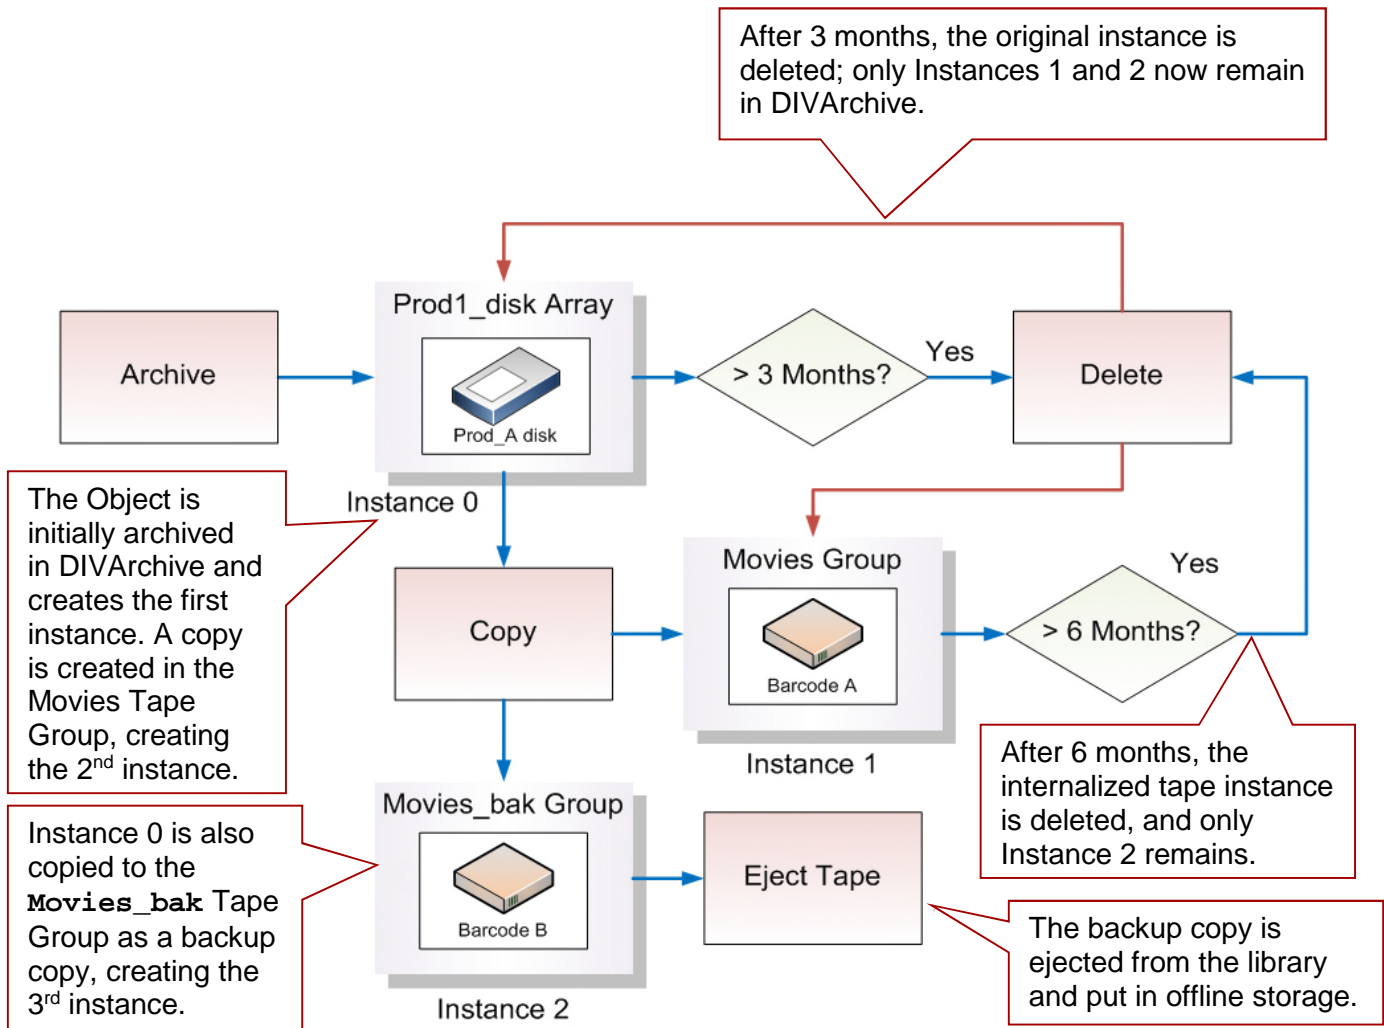 After 3 months, the original instance is
deleted; only Instances 1 and 2 now remain
in DIVArchive.
Prod1_disk Array
Archive
Prod_A disk
> 3 Months?
Yes
Delete
Instance 0
The Object is
initially archived
in DIVArchive and
creates the first
instance. A copy
is created in the
Movies Tape
Group, creating
the 2nd instance.
Copy
Movies Group
Barcode A
Instance 1
> 6 Months?
Yes
After 6 months, the
internalized tape instance
is deleted, and only
Instance 2 remains.
Instance 0 is also
copied to the
Movies_bak Tape
Group as a backup
copy, creating the
3rd instance.
Movies_bak Group
Barcode B
Instance 2
Eject Tape
The backup copy is
ejected from the library
and put in offline storage.